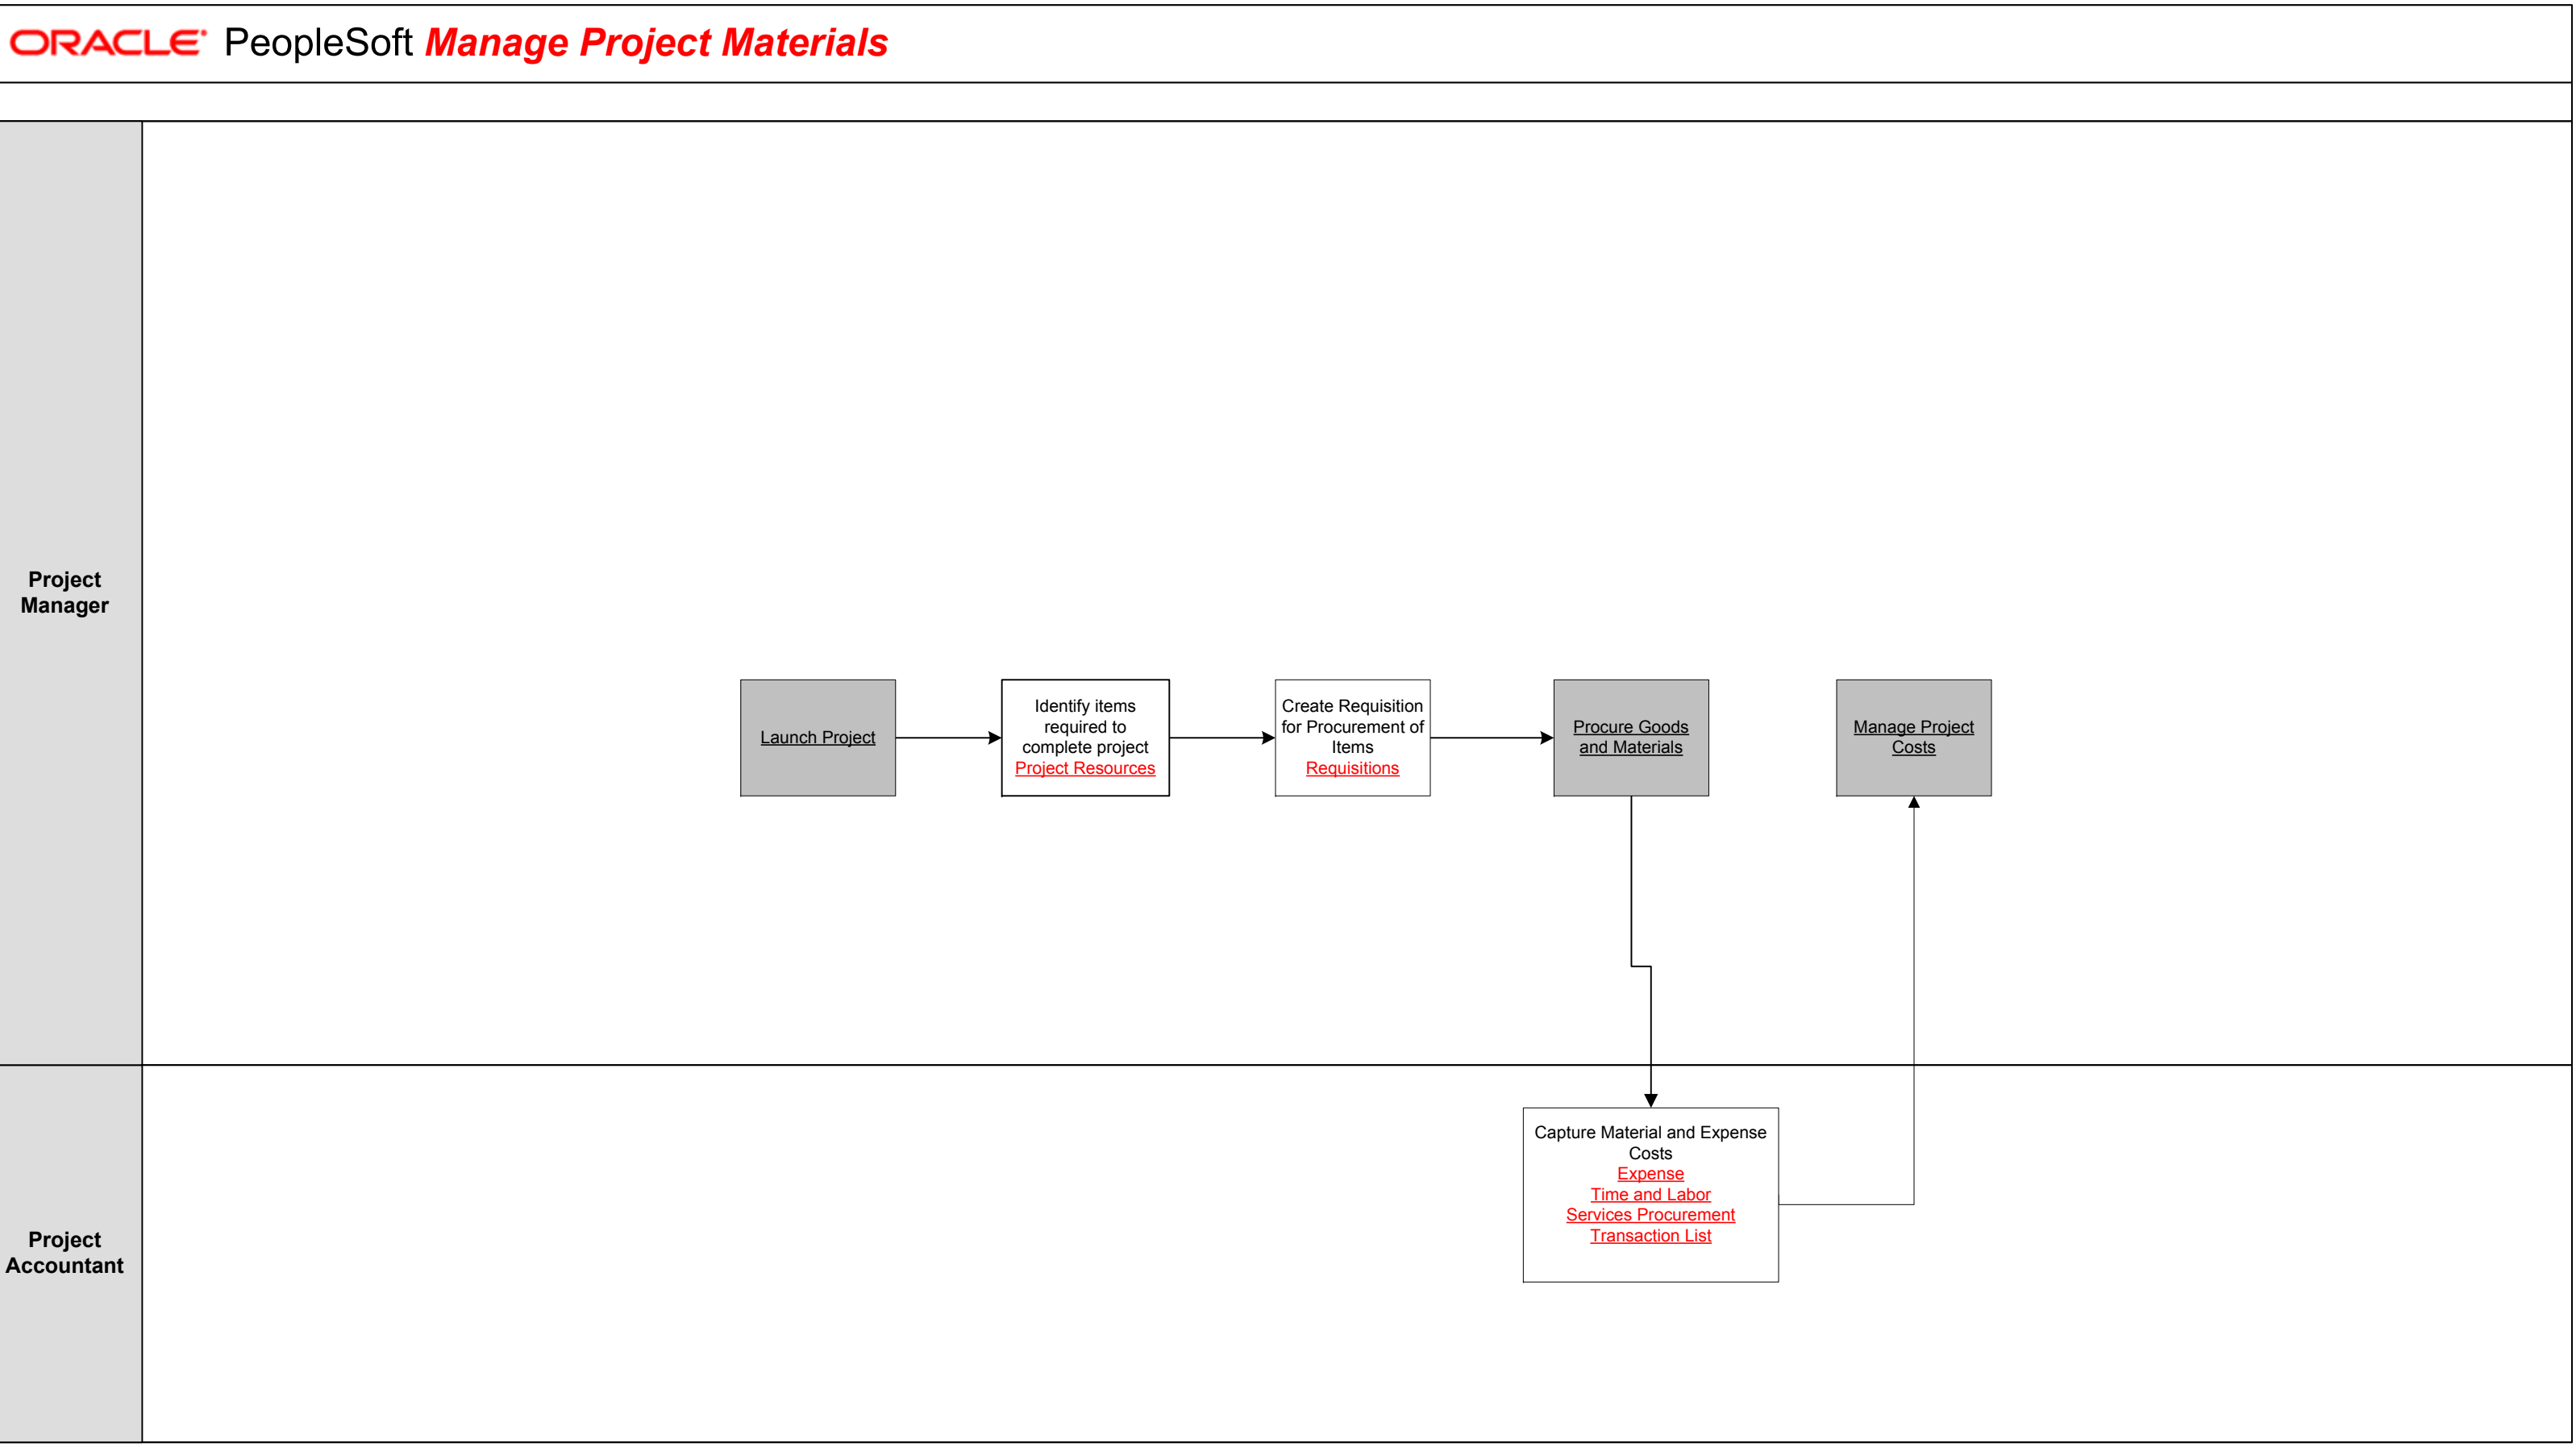 ORACLE PeopleSoft Manage Project Materials
Project
Manager
Launch Project
Identify items
required to
complete project
Project Resources
Create Requisition
for Procurement of
Items
Requisitions
Procure Goods
and Materials
Manage Project
Costs
Project
Accountant
Capture Material and Expense
Costs
Expense
Time and Labor
Services Procurement
Transaction List